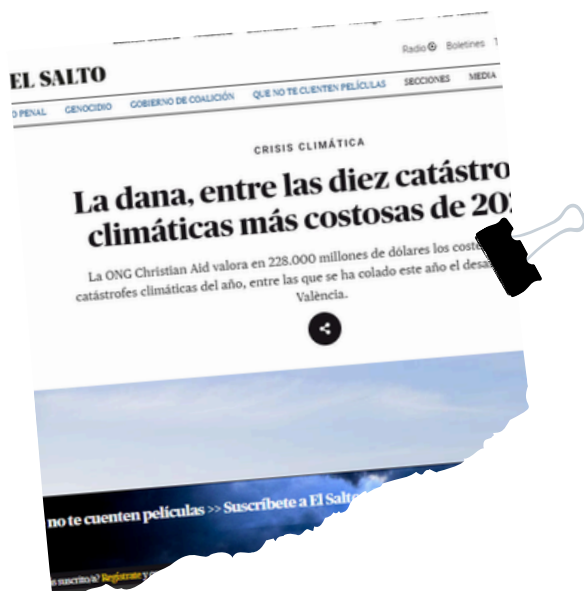 EL SALTO
Radio Boletines
PENAL GENOCIDIO GOBIERNO DE COALICIÓN QUE NO TE CUENTEN PELÍCULAS SECCIONES MEDIA
CRISIS CLIMÁTICA
La dana, entre las diez catástro
climáticas más costosas de 202
La ONG Christian Aid valora en 228.000 millones de dólares los coste
catástrofes climáticas del año, entre las que se ha colado este año el desas
València.
no te cuenten películas >> Suscríbete a El Salto
suscrito/a? Regístrate y